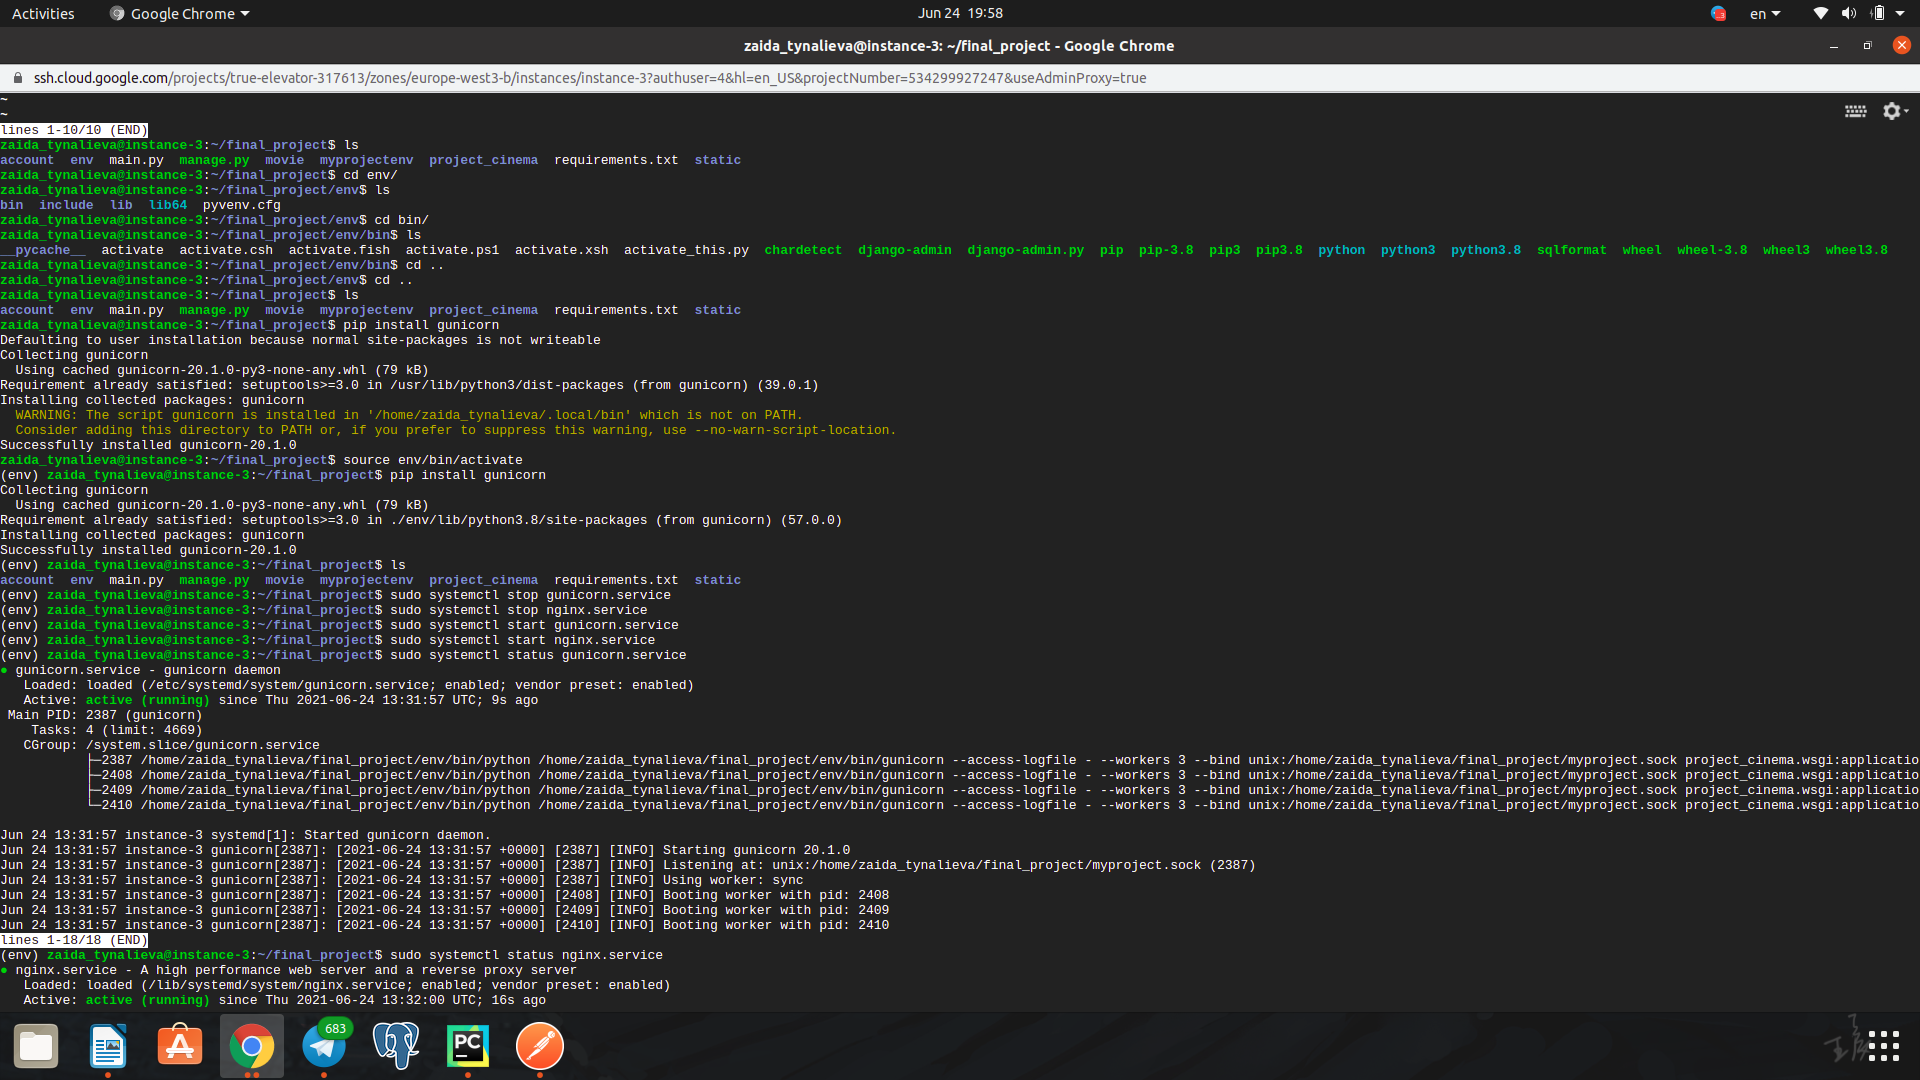 Activities
Google Chrome
Jun 24 19:58
en
zaida_tynalieva@instance-3: ~/final_project - Google Chrome
ssh.cloud.google.com/projects/true-elevator-317613/zones/europe-west3-b/instances/instance-3?authuser=4&hl=en_US&projectNumber=534299927247&useAdminProxy=true
~
~
lines 1-10/10 (END)
zaida_tynalieva@instance-3:~/final_project$ ls
account  env  main.py  manage.py  movie  myprojectenv  project_cinema  requirements.txt  static
zaida_tynalieva@instance-3:~/final_project$ cd env/
zaida_tynalieva@instance-3:~/final_project/env$ ls
bin  include  lib  lib64  pyvenv.cfg
zaida_tynalieva@instance-3:~/final_project/env$ cd bin/
zaida_tynalieva@instance-3:~/final_project/env/bin$ ls
__pycache__  activate  activate.csh  activate.fish  activate.ps1  activate.xsh  activate_this.py  chardetect  django-admin  django-admin.py  pip  pip-3.8  pip3  pip3.8  python  python3  python3.8  sqlformat  wheel  wheel-3.8  wheel3  wheel3.8
zaida_tynalieva@instance-3:~/final_project/env/bin$ cd ..
zaida_tynalieva@instance-3:~/final_project/env$ cd ..
zaida_tynalieva@instance-3:~/final_project$ ls
account  env  main.py  manage.py  movie  myprojectenv  project_cinema  requirements.txt  static
zaida_tynalieva@instance-3:~/final_project$ pip install gunicorn
Defaulting to user installation because normal site-packages is not writeable
Collecting gunicorn
  Using cached gunicorn-20.1.0-py3-none-any.whl (79 kB)
Requirement already satisfied: setuptools>=3.0 in /usr/lib/python3/dist-packages (from gunicorn) (39.0.1)
Installing collected packages: gunicorn
  WARNING: The script gunicorn is installed in '/home/zaida_tynalieva/.local/bin' which is not on PATH.
  Consider adding this directory to PATH or, if you prefer to suppress this warning, use --no-warn-script-location.
Successfully installed gunicorn-20.1.0
zaida_tynalieva@instance-3:~/final_project$ source env/bin/activate
(env) zaida_tynalieva@instance-3:~/final_project$ pip install gunicorn
Collecting gunicorn
  Using cached gunicorn-20.1.0-py3-none-any.whl (79 kB)
Requirement already satisfied: setuptools>=3.0 in ./env/lib/python3.8/site-packages (from gunicorn) (57.0.0)
Installing collected packages: gunicorn
Successfully installed gunicorn-20.1.0
(env) zaida_tynalieva@instance-3:~/final_project$ ls
account  env  main.py  manage.py  movie  myprojectenv  project_cinema  requirements.txt  static
(env) zaida_tynalieva@instance-3:~/final_project$ sudo systemctl stop gunicorn.service
(env) zaida_tynalieva@instance-3:~/final_project$ sudo systemctl stop nginx.service
(env) zaida_tynalieva@instance-3:~/final_project$ sudo systemctl start gunicorn.service
(env) zaida_tynalieva@instance-3:~/final_project$ sudo systemctl start nginx.service
(env) zaida_tynalieva@instance-3:~/final_project$ sudo systemctl status gunicorn.service
● gunicorn.service - gunicorn daemon
   Loaded: loaded (/etc/systemd/system/gunicorn.service; enabled; vendor preset: enabled)
   Active: active (running) since Thu 2021-06-24 13:31:57 UTC; 9s ago
 Main PID: 2387 (gunicorn)
    Tasks: 4 (limit: 4669)
   CGroup: /system.slice/gunicorn.service
           ├─2387 /home/zaida_tynalieva/final_project/env/bin/python /home/zaida_tynalieva/final_project/env/bin/gunicorn --access-logfile - --workers 3 --bind unix:/home/zaida_tynalieva/final_project/myproject.sock project_cinema.wsgi:applicatio
           ├─2408 /home/zaida_tynalieva/final_project/env/bin/python /home/zaida_tynalieva/final_project/env/bin/gunicorn --access-logfile - --workers 3 --bind unix:/home/zaida_tynalieva/final_project/myproject.sock project_cinema.wsgi:applicatio
           ├─2409 /home/zaida_tynalieva/final_project/env/bin/python /home/zaida_tynalieva/final_project/env/bin/gunicorn --access-logfile - --workers 3 --bind unix:/home/zaida_tynalieva/final_project/myproject.sock project_cinema.wsgi:applicatio
           └─2410 /home/zaida_tynalieva/final_project/env/bin/python /home/zaida_tynalieva/final_project/env/bin/gunicorn --access-logfile - --workers 3 --bind unix:/home/zaida_tynalieva/final_project/myproject.sock project_cinema.wsgi:applicatio
Jun 24 13:31:57 instance-3 systemd[1]: Started gunicorn daemon.
Jun 24 13:31:57 instance-3 gunicorn[2387]: [2021-06-24 13:31:57 +0000] [2387] [INFO] Starting gunicorn 20.1.0
Jun 24 13:31:57 instance-3 gunicorn[2387]: [2021-06-24 13:31:57 +0000] [2387] [INFO] Listening at: unix:/home/zaida_tynalieva/final_project/myproject.sock (2387)
Jun 24 13:31:57 instance-3 gunicorn[2387]: [2021-06-24 13:31:57 +0000] [2387] [INFO] Using worker: sync
Jun 24 13:31:57 instance-3 gunicorn[2387]: [2021-06-24 13:31:57 +0000] [2408] [INFO] Booting worker with pid: 2408
Jun 24 13:31:57 instance-3 gunicorn[2387]: [2021-06-24 13:31:57 +0000] [2409] [INFO] Booting worker with pid: 2409
Jun 24 13:31:57 instance-3 gunicorn[2387]: [2021-06-24 13:31:57 +0000] [2410] [INFO] Booting worker with pid: 2410
lines 1-18/18 (END)
(env) zaida_tynalieva@instance-3:~/final_project$ sudo systemctl status nginx.service
● nginx.service - A high performance web server and a reverse proxy server
   Loaded: loaded (/lib/systemd/system/nginx.service; enabled; vendor preset: enabled)
   Active: active (running) since Thu 2021-06-24 13:32:00 UTC; 16s ago
683
PC